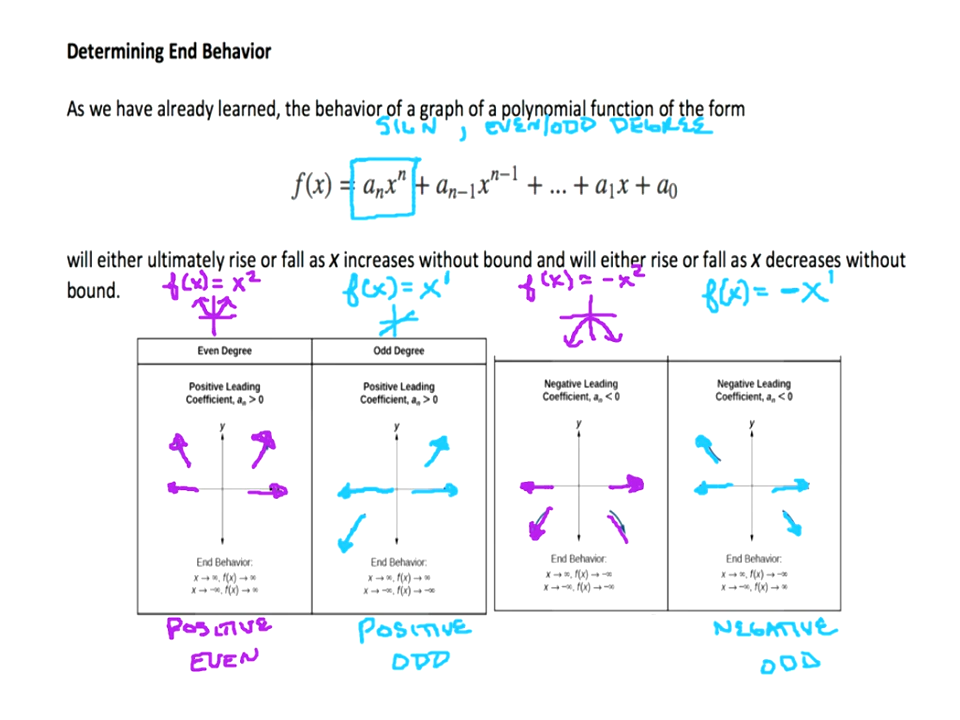 Determining End Behavior
As we have already learned, the behavior of a graph of a polynomial function of the form
SIGN, EVEN/ODD DEGREE
f(x) = aₙxⁿ + aₙ₋₁xⁿ⁻¹ + ... + a₁x + a₀
will either ultimately rise or fall as x increases without bound and will either rise or fall as x decreases without
bound.
f(x) = x² f(x) = x¹ f(x) = -x² f(x) = -x¹
Even Degree Odd Degree
Positive Leading Positive Leading Negative Leading Negative Leading
Coefficient, aₙ > 0 Coefficient, aₙ > 0 Coefficient, aₙ < 0 Coefficient, aₙ < 0
y y y y
End Behavior: End Behavior: End Behavior: End Behavior:
x → ∞, f(x) → ∞ x → ∞, f(x) → ∞ x → ∞, f(x) → -∞ x → ∞, f(x) → -∞
x → -∞, f(x) → ∞ x → -∞, f(x) → -∞ x → -∞, f(x) → -∞ x → -∞, f(x) → ∞
POSITIVE POSITIVE NEGATIVE
EVEN ODD ODD